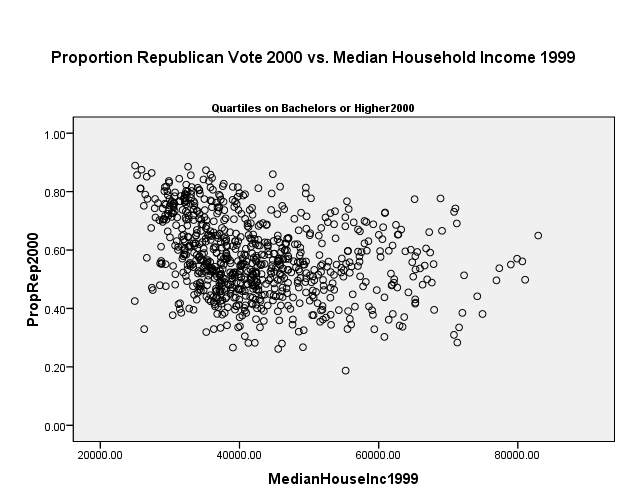 Proportion Republican Vote 2000 vs. Median Household Income 1999
Quartiles on Bachelors or Higher2000
1.00
0.80
0.60
0.40
0.20
0.00
PropRep2000
20000.00 40000.00 60000.00 80000.00
MedianHouseInc1999